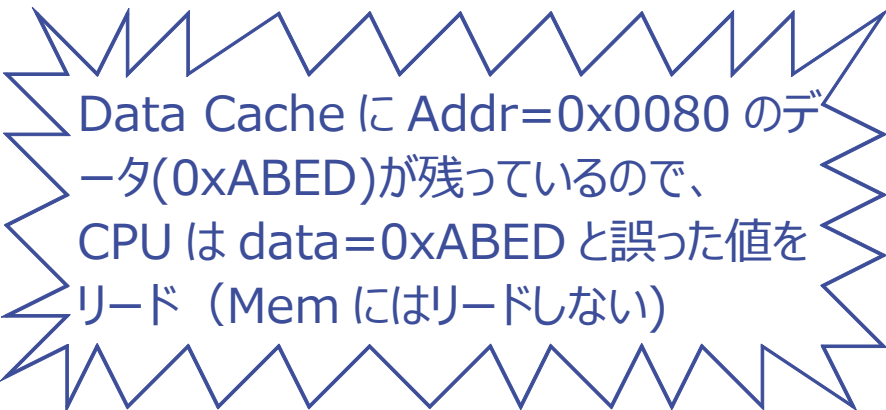 Data Cache に Addr=0x0080 のデ
ータ(0xABED)が残っているので、
CPU は data=0xABED と誤った値を
リード（Mem にはリードしない)